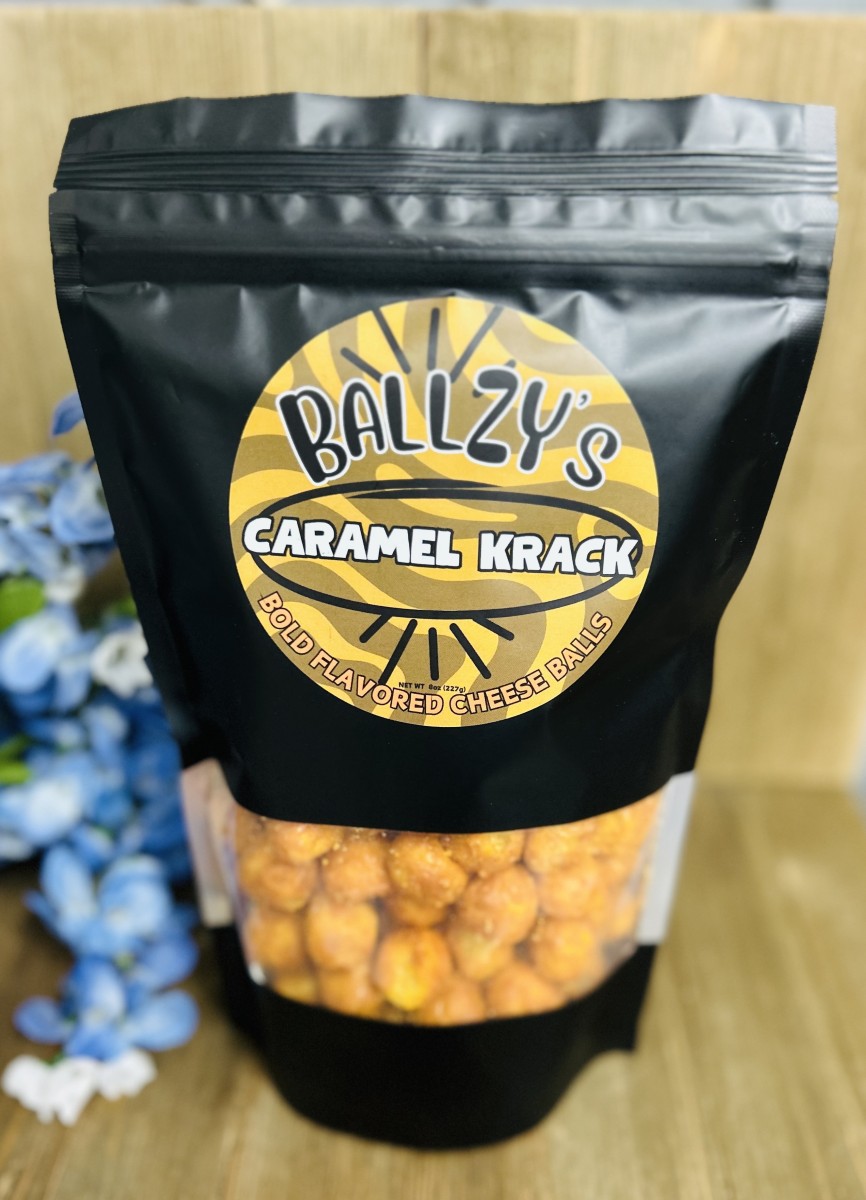 BALLZY'S
CARAMEL KRACK
NET WT 8oz (227g)
BOLD FLAVORED CHEESE BALLS